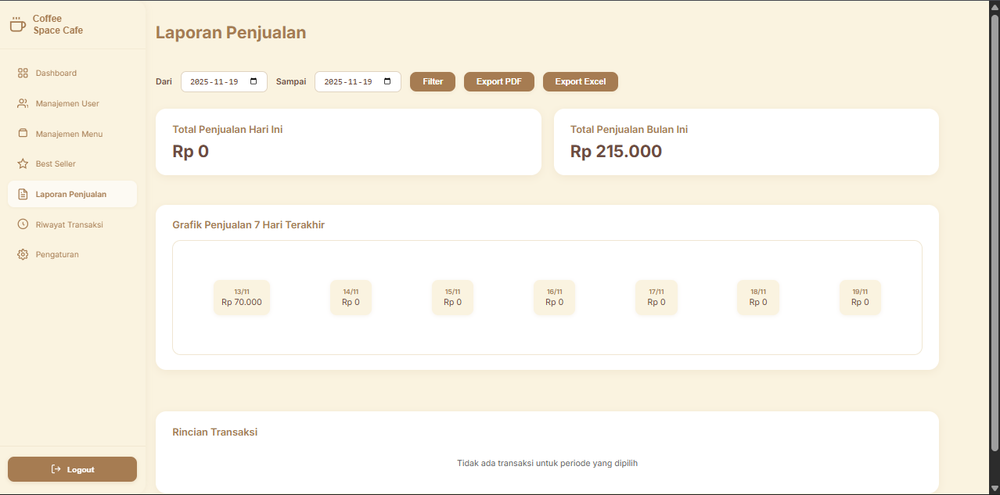 Coffee
Space Cafe
Dashboard
Manajemen User
Manajemen Menu
Best Seller
Laporan Penjualan
Riwayat Transaksi
Pengaturan
Logout
Laporan Penjualan
Dari 2025-11-19 Sampai 2025-11-19 Filter Export PDF Export Excel
Total Penjualan Hari Ini
Rp 0
Total Penjualan Bulan Ini
Rp 215.000
Grafik Penjualan 7 Hari Terakhir
13/11
Rp 70.000
14/11
Rp 0
15/11
Rp 0
16/11
Rp 0
17/11
Rp 0
18/11
Rp 0
19/11
Rp 0
Rincian Transaksi
Tidak ada transaksi untuk periode yang dipilih